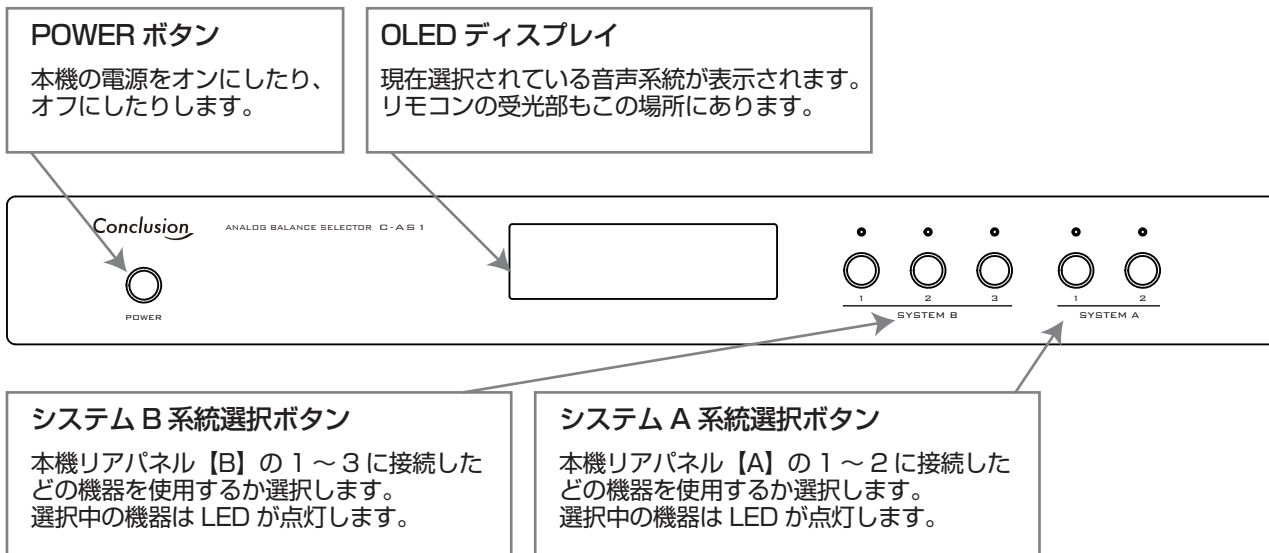 POWER ボタン
本機の電源をオンにしたり、
オフにしたりします。
OLED ディスプレイ
現在選択されている音声系統が表示されます。
リモコンの受光部もこの場所にあります。
Conclusion
ANALOG BALANCE SELECTOR C-AS1
POWER
1 2 3
SYSTEM B
1 2
SYSTEM A
システム B 系統選択ボタン
本機リアパネル【B】の 1 ~ 3 に接続した
どの機器を使用するか選択します。
選択中の機器は LED が点灯します。
システム A 系統選択ボタン
本機リアパネル【A】の 1 ~ 2 に接続した
どの機器を使用するか選択します。
選択中の機器は LED が点灯します。